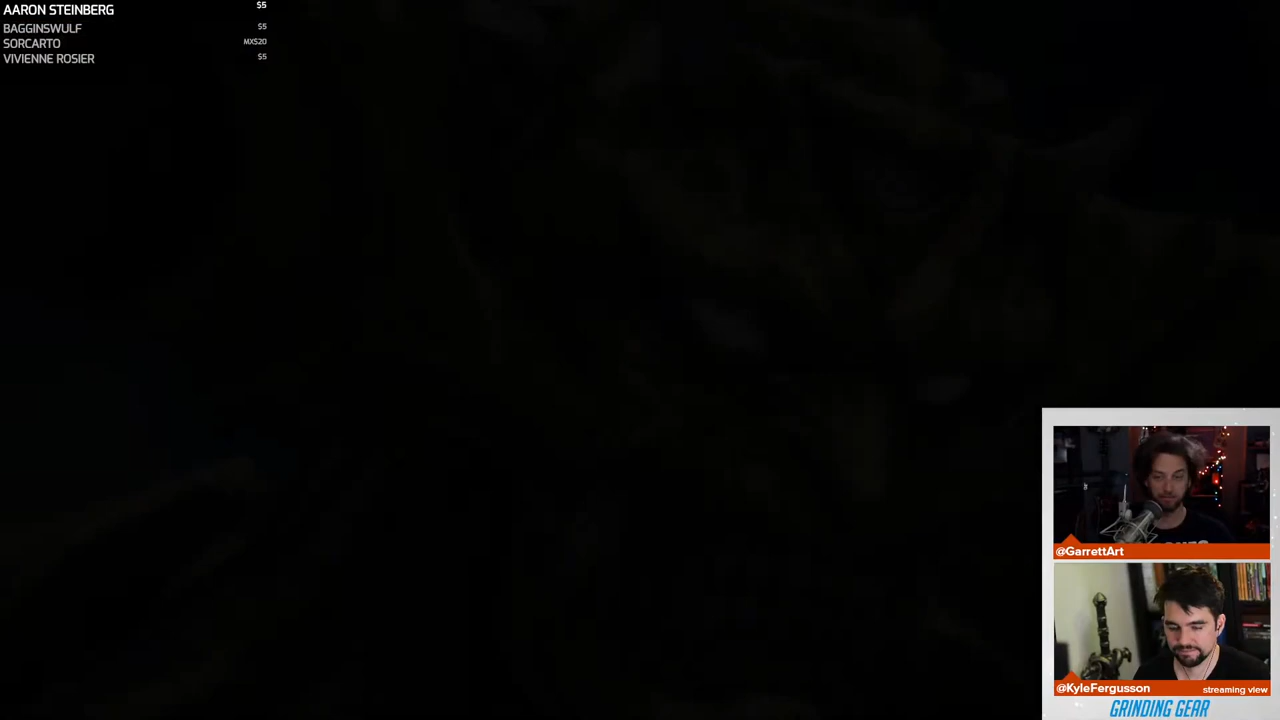 AARON STEINBERG $5
BAGGINSWULF $5
SORCARTO MX$20
VIVIENNE ROSIER $5
@GarrettArt
@KyleFergusson streaming view
GRINDING GEAR